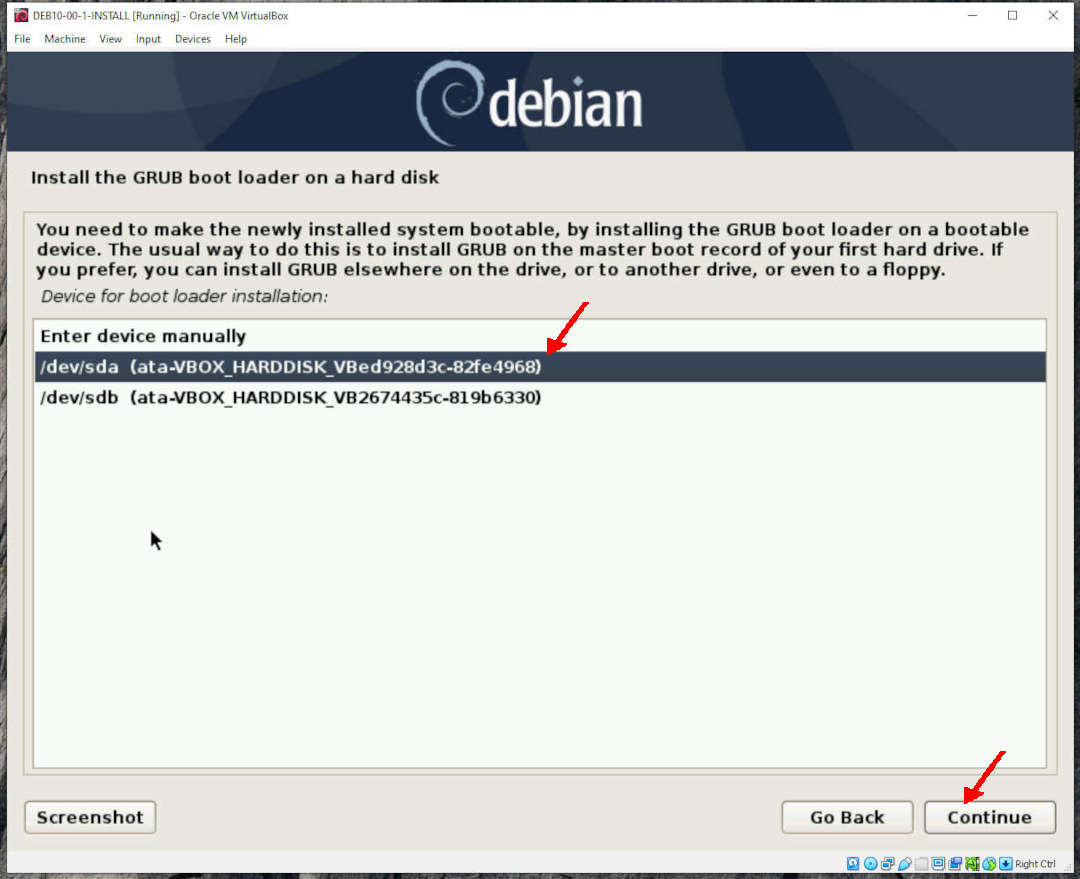 DEB10-00-1-INSTALL [Running] - Oracle VM VirtualBox
File Machine View Input Devices Help
debian
Install the GRUB boot loader on a hard disk
You need to make the newly installed system bootable, by installing the GRUB boot loader on a bootable
device. The usual way to do this is to install GRUB on the master boot record of your first hard drive. If
you prefer, you can install GRUB elsewhere on the drive, or to another drive, or even to a floppy.
Device for boot loader installation:
Enter device manually
/dev/sda (ata-VBOX_HARDDISK_VBed928d3c-82fe4968)
/dev/sdb (ata-VBOX_HARDDISK_VB2674435c-819b6330)
Screenshot Go Back Continue
Right Ctrl